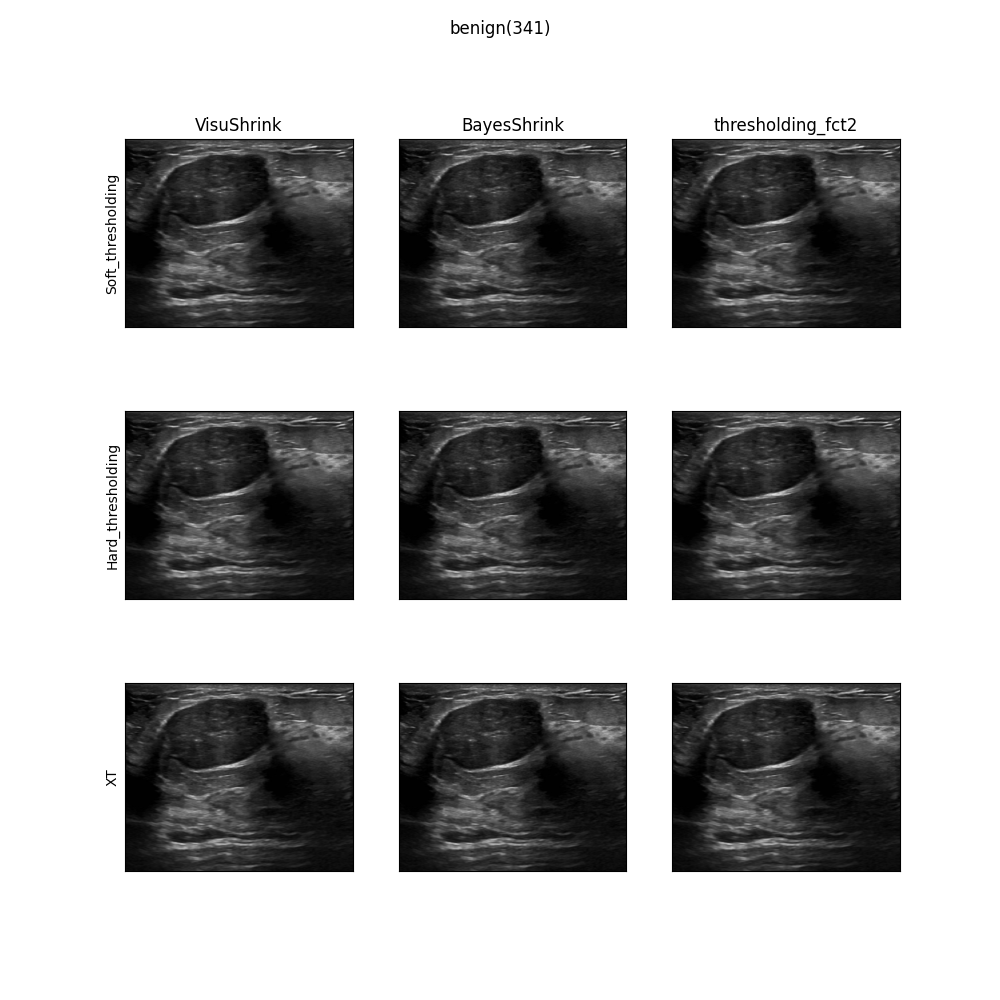 benign(341)
VisuShrink
BayesShrink
thresholding_fct2
Soft_thresholding
Hard_thresholding
XT